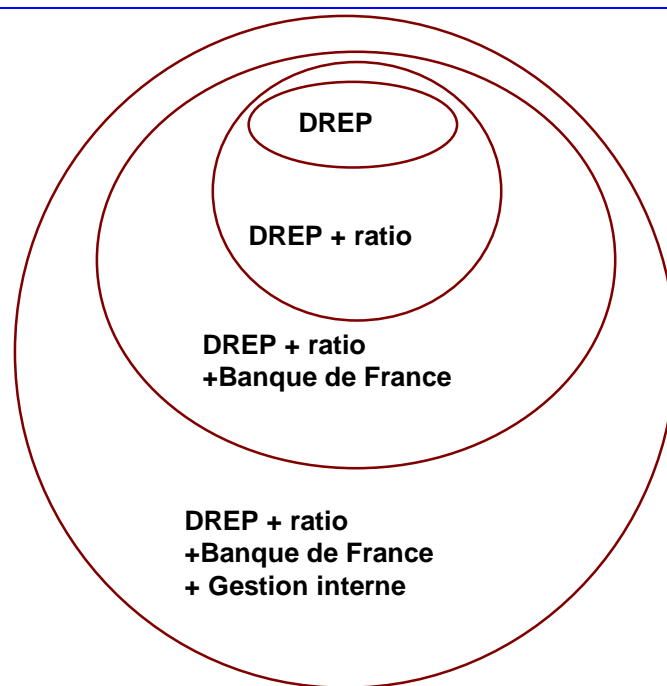 DREP
DREP + ratio
DREP + ratio
+Banque de France
DREP + ratio
+Banque de France
+ Gestion interne